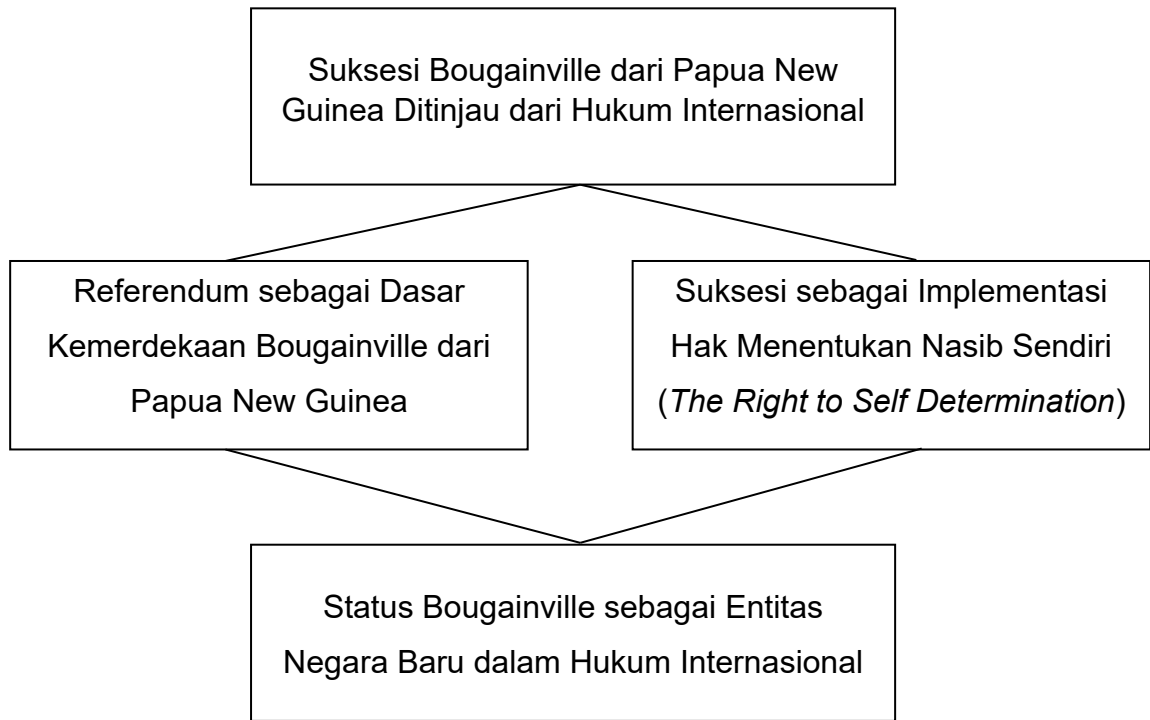 Suksesi Bougainville dari Papua New
Guinea Ditinjau dari Hukum Internasional
Referendum sebagai Dasar
Kemerdekaan Bougainville dari
Papua New Guinea
Suksesi sebagai Implementasi
Hak Menentukan Nasib Sendiri
(The Right to Self Determination)
Status Bougainville sebagai Entitas
Negara Baru dalam Hukum Internasional